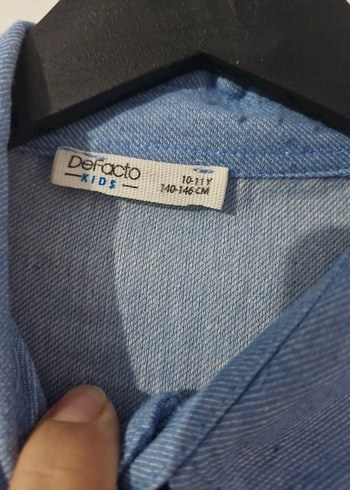 DeFacto
KIDS
10-11 Y
140-146 CM